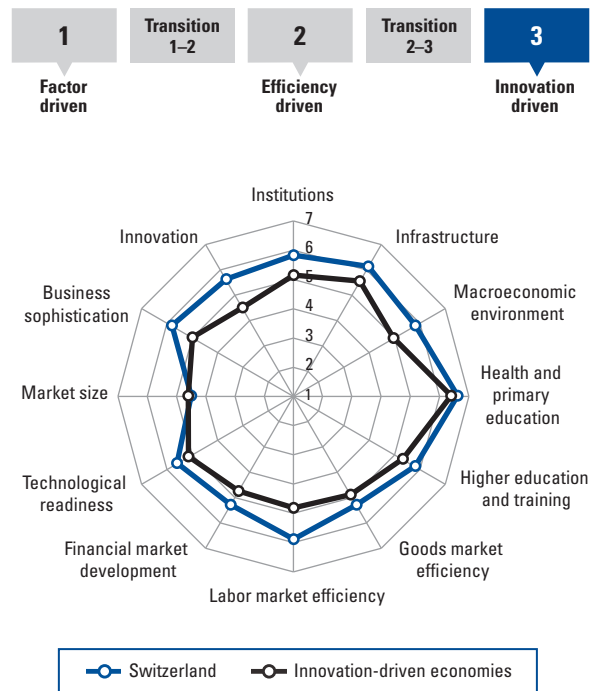 1
Transition
1–2
2
Transition
2–3
3
Factor
driven
Efficiency
driven
Innovation
driven
Institutions
7
Innovation
6
Infrastructure
5
Business
sophistication
4
Macroeconomic
environment
3
2
Market size
1
Health and
primary
education
Technological
readiness
Higher education
and training
Financial market
development
Goods market
efficiency
Labor market efficiency
Switzerland
Innovation-driven economies